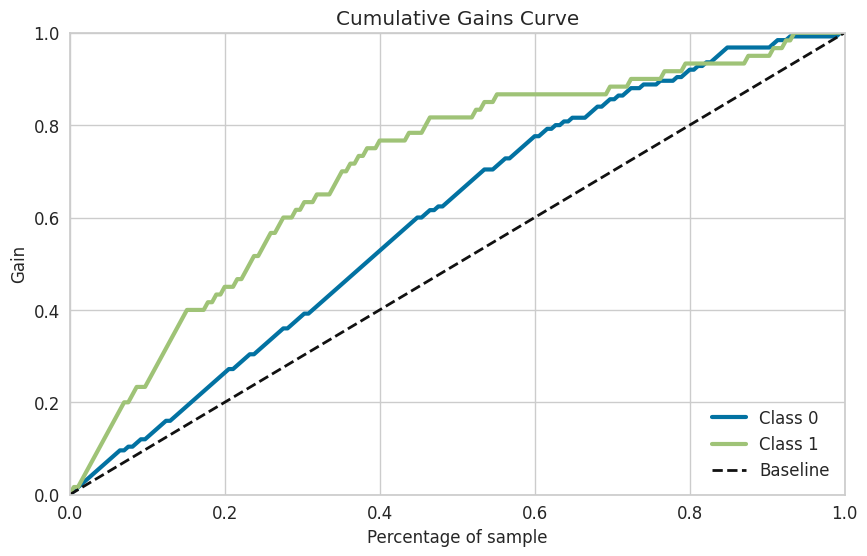 Cumulative Gains Curve
1.0
0.8
0.6
0.4
0.2
0.0
Gain
0.0 0.2 0.4 0.6 0.8 1.0
Percentage of sample
Class 0
Class 1
Baseline